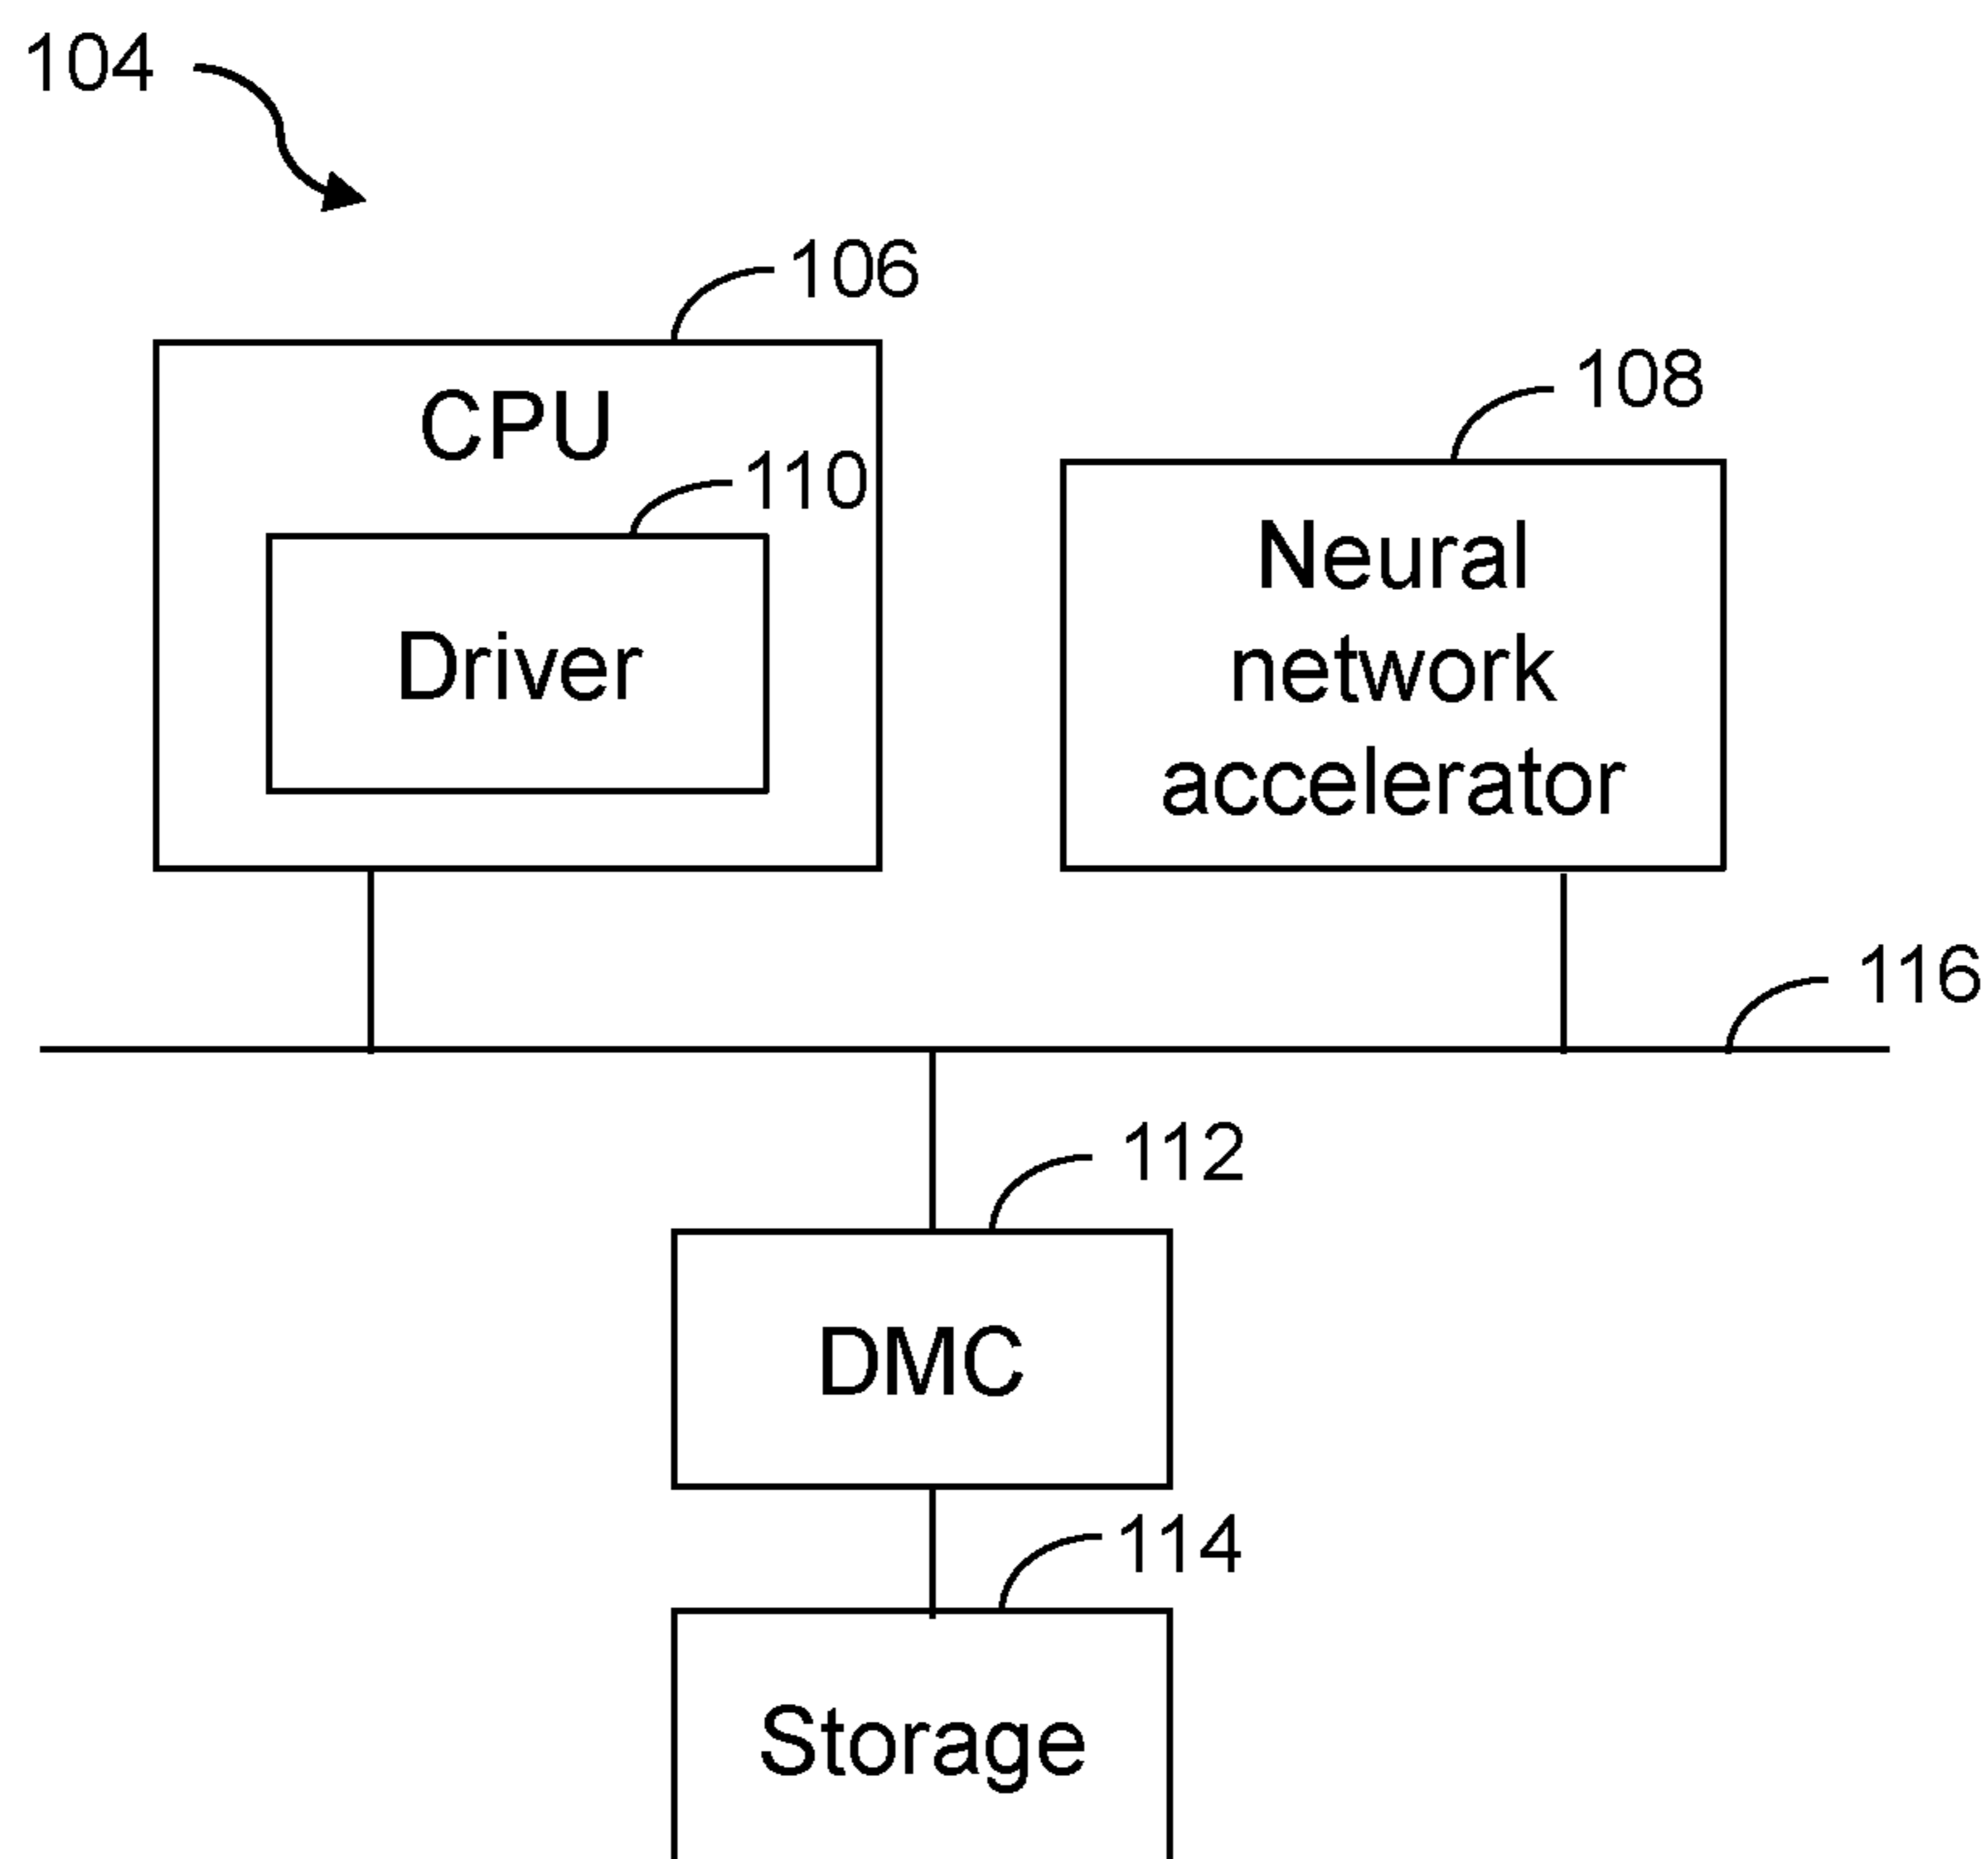 104
106
CPU
108
110
Driver
Neural
network
accelerator
116
112
DMC
114
Storage